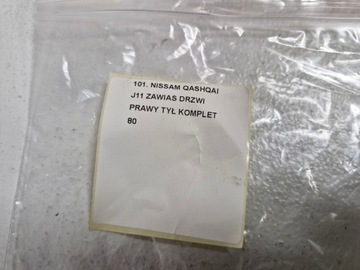 101. NISSAM QASHQAI
J11 ZAWIAS DRZWI
PRAWY TYŁ KOMPLET
80